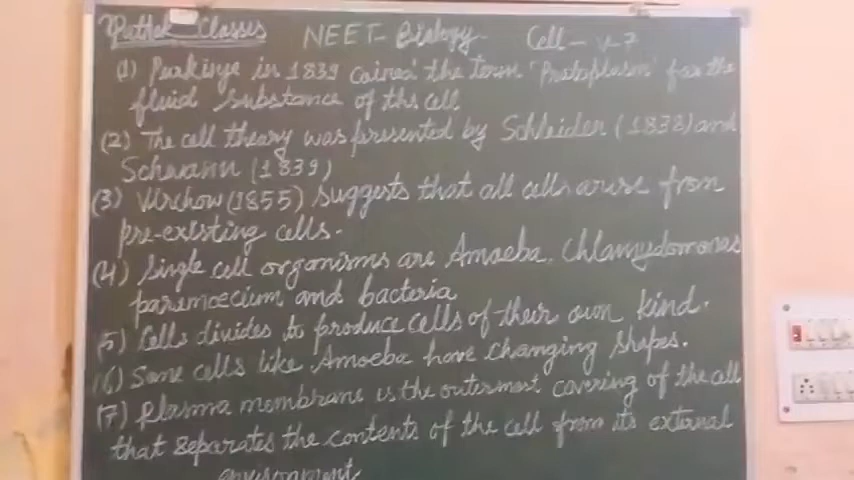 Pathak Classes NEET- Biology Cell - V-7
(1) Purkinje in 1839 coined the term 'Protoplasm' for the
fluid substance of the cell
(2) The cell theory was presented by Schleiden (1838) and
Schwann (1839)
(3) Virchow (1855) suggests that all cells arise from
pre-existing cells.
(4) Single cell organisms are Amoeba, Chlamydomonas
paramoecium and bacteria
(5) Cells divides to produce cells of their own kind.
(6) Some cells like Amoeba have changing shapes.
(7) Plasma membrane is the outermost covering of the cell
that separates the contents of the cell from its external
environment